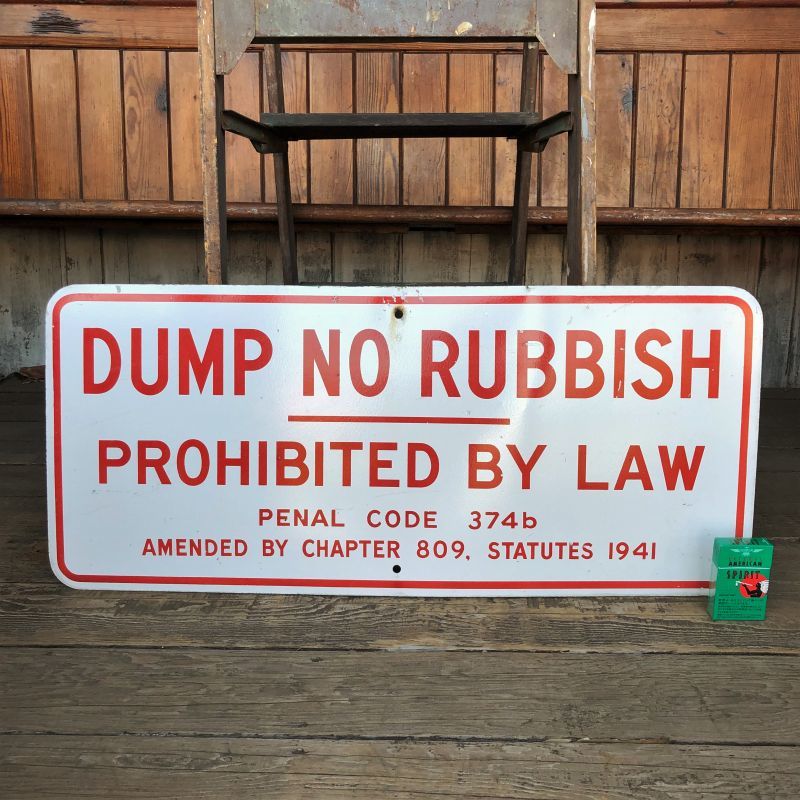 DUMP NO RUBBISH
PROHIBITED BY LAW
PENAL CODE 374b
AMENDED BY CHAPTER 809, STATUTES 1941
AMERICAN
SPIRIT